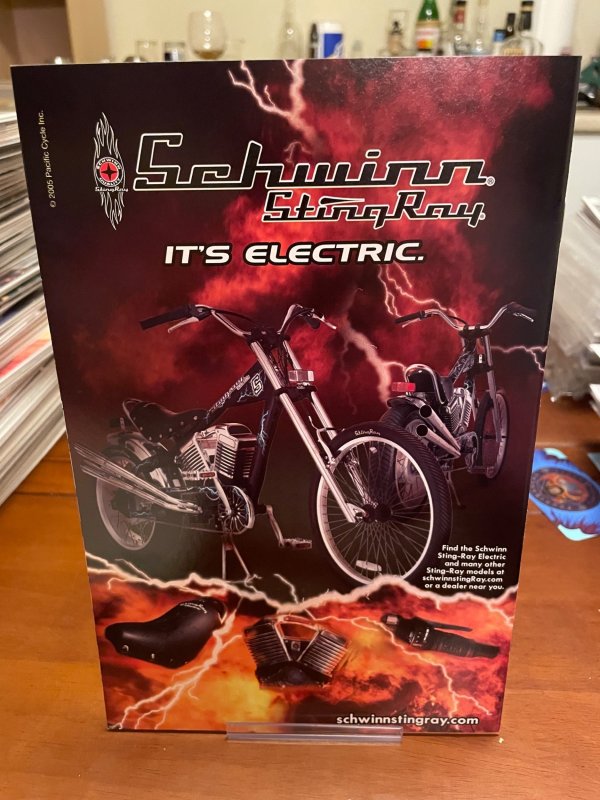 © 2005 Pacific Cycle Inc.
Schwinn®
StingRay®
IT'S ELECTRIC.
StingRay
Find the Schwinn
Sting-Ray Electric
and many other
Sting-Ray models at
schwinnstingRay.com
or a dealer near you.
schwinnstingray.com